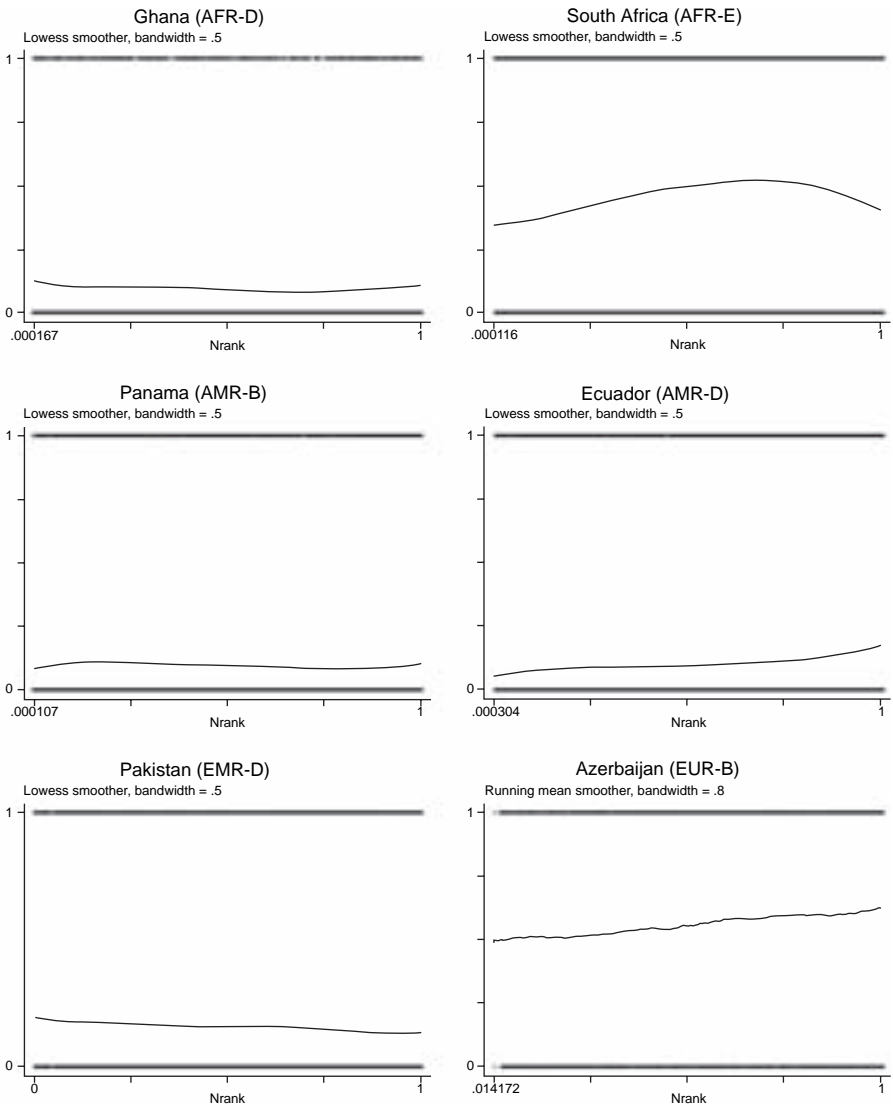 Ghana (AFR-D)
Lowess smoother, bandwidth = .5
1
0
.000167
1
Nrank
South Africa (AFR-E)
Lowess smoother, bandwidth = .5
1
0
.000116
1
Nrank
Panama (AMR-B)
Lowess smoother, bandwidth = .5
1
0
.000107
1
Nrank
Ecuador (AMR-D)
Lowess smoother, bandwidth = .5
1
0
.000304
1
Nrank
Pakistan (EMR-D)
Lowess smoother, bandwidth = .5
1
0
0
1
Nrank
Azerbaijan (EUR-B)
Running mean smoother, bandwidth = .8
1
0
.014172
1
Nrank